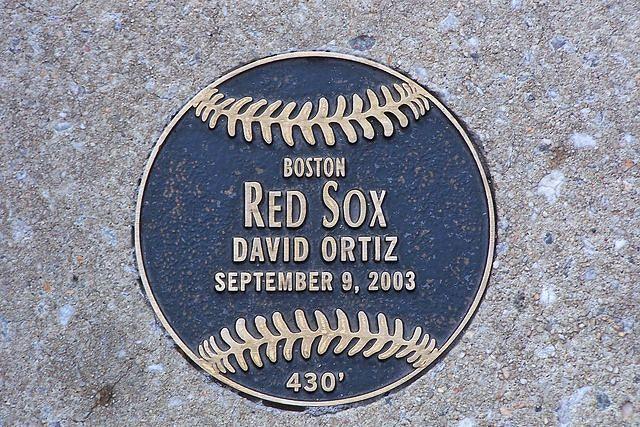 BOSTON
RED SOX
DAVID ORTIZ
SEPTEMBER 9, 2003
430'